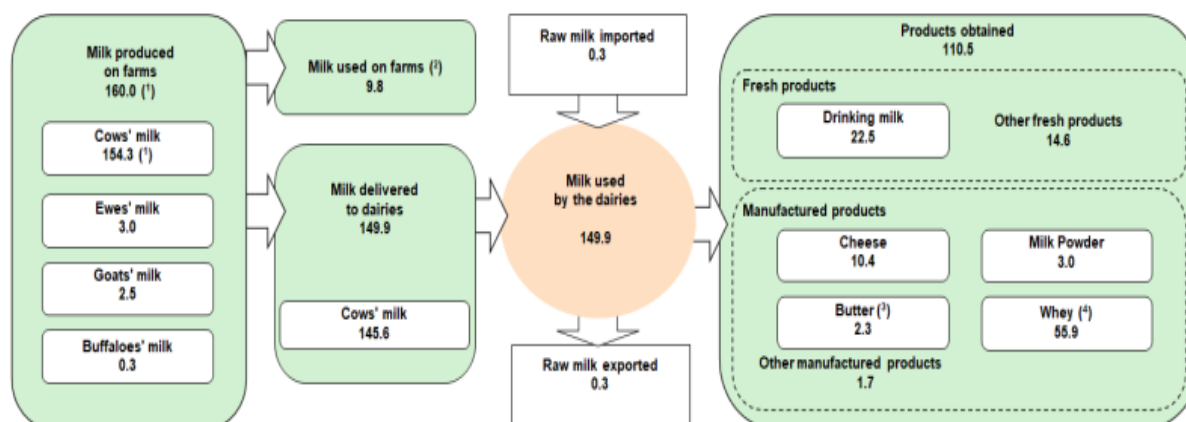 Milk produced
on farms
160.0 (¹)
Cows' milk
154.3 (¹)
Ewes' milk
3.0
Goats' milk
2.5
Buffaloes' milk
0.3
Milk used on farms (²)
9.8
Milk delivered
to dairies
149.9
Cows' milk
145.6
Raw milk imported
0.3
Milk used
by the dairies
149.9
Raw milk exported
0.3
Products obtained
110.5
Fresh products
Drinking milk
22.5
Other fresh products
14.6
Manufactured products
Cheese
10.4
Milk Powder
3.0
Butter (³)
2.3
Whey (⁴)
55.9
Other manufactured products
1.7